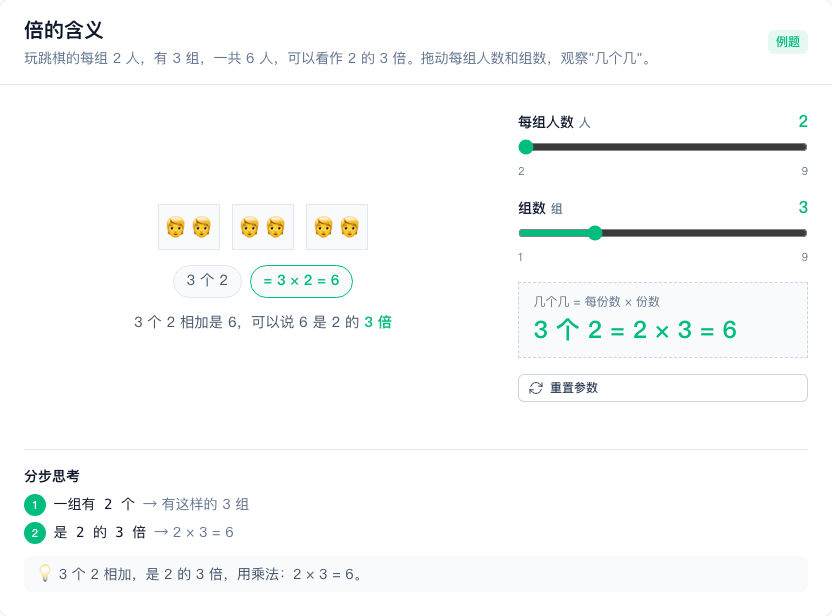 倍的含义
玩跳棋的每组 2 人，有 3 组，一共 6 人，可以看作 2 的 3 倍。拖动每组人数和组数，观察"几个几"。
例题
3 个 2
= 3 × 2 = 6
3 个 2 相加是 6，可以说 6 是 2 的 3 倍
每组人数 人 2
2 9
组数 组 3
1 9
几个几 = 每份数 × 份数
3 个 2 = 2 × 3 = 6
重置参数
分步思考
1 一组有 2 个 → 有这样的 3 组
2 是 2 的 3 倍 → 2 × 3 = 6
3 个 2 相加，是 2 的 3 倍，用乘法：2 × 3 = 6。